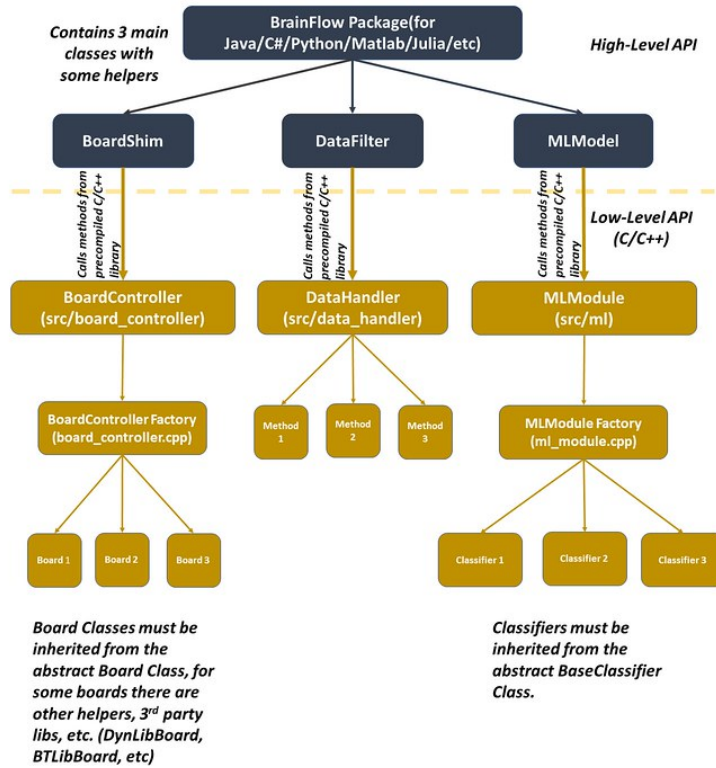 Contains 3 main
classes with
some helpers
BrainFlow Package(for
Java/C#/Python/Matlab/Julia/etc)
High-Level API
BoardShim
DataFilter
MLModel
Calls methods from
precompiled C/C++
library
Calls methods from
precompiled C/C++
library
Calls methods from
precompiled C/C++
library
Low-Level API
(C/C++)
BoardController
(src/board_controller)
DataHandler
(src/data_handler)
MLModule
(src/ml)
BoardController Factory
(board_controller.cpp)
Method
1
Method
2
Method
3
MLModule Factory
(ml_module.cpp)
Board 1
Board 2
Board 3
Classifier 1
Classifier 2
Classifier 3
Board Classes must be
inherited from the
abstract Board Class, for
some boards there are
other helpers, 3rd party
libs, etc. (DynLibBoard,
BTLibBoard, etc)
Classifiers must be
inherited from the
abstract BaseClassifier
Class.